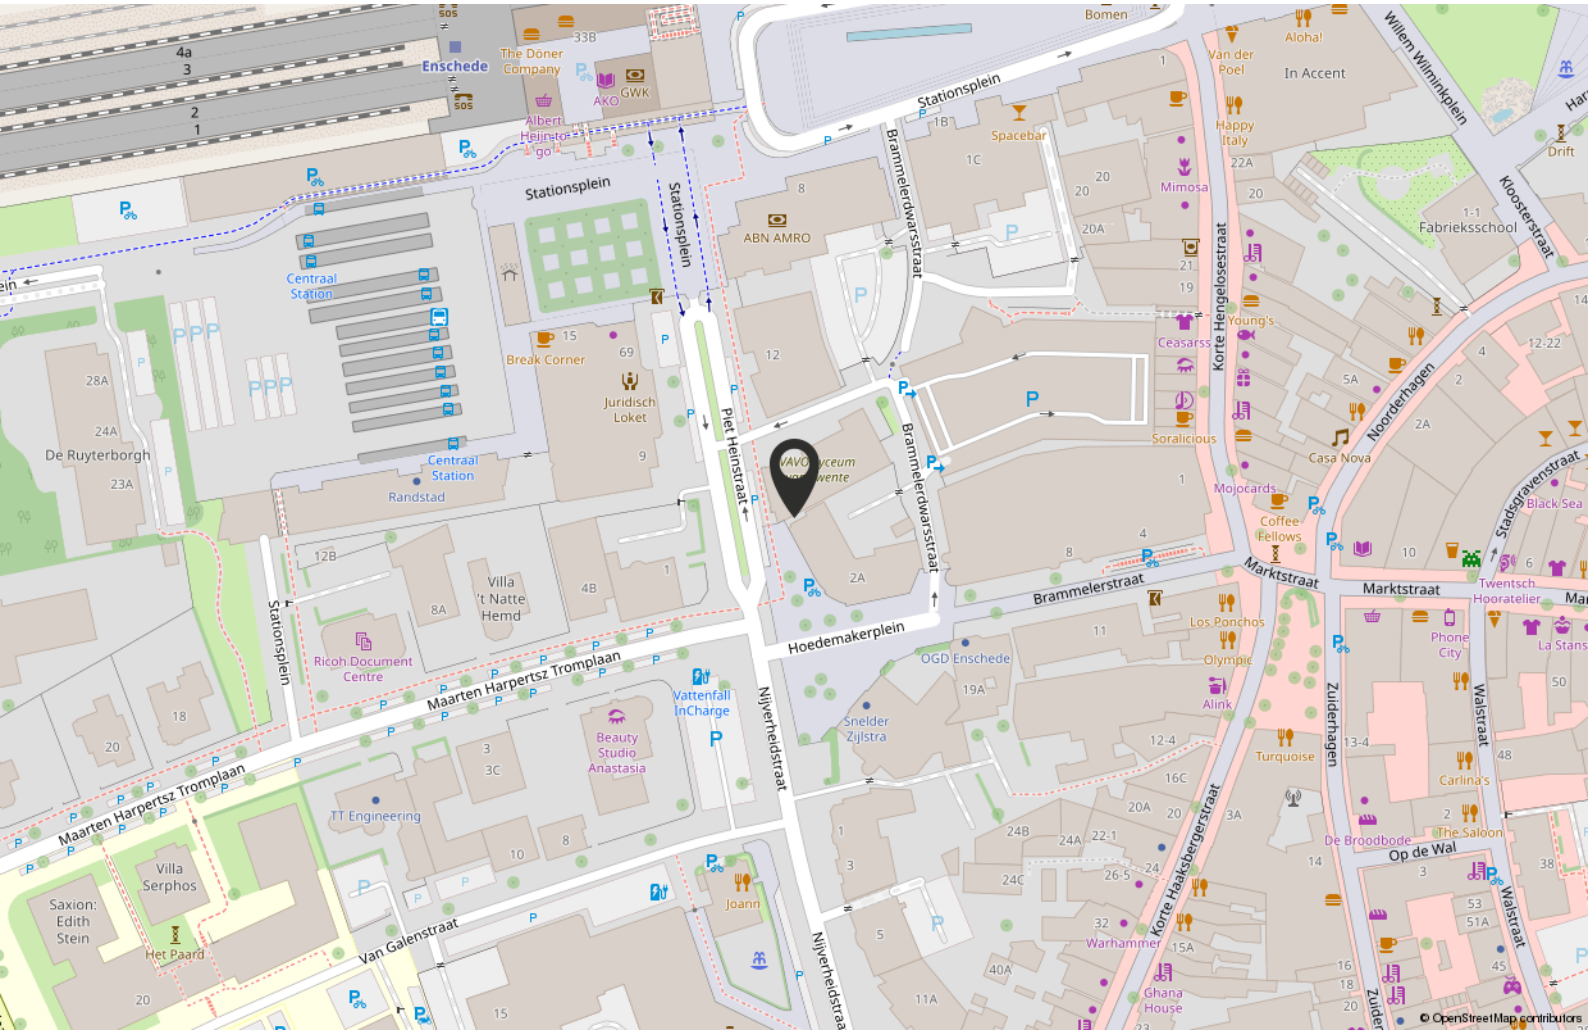 4a
3
2
1
Enschede
SOS
SOS
The Döner
Company
33B
GWK
AKO
Albert
Heijn to
go
P
Bomen
Stationsplein
1B
Spacebar
1
Van der
Poel
Aloha!
In Accent
Happy
Italy
Willem Wilminkplein
Drift
Kloosterstraat
1-1
Fabrieksschool
22A
20
Mimosa
20
20
20A
1C
Brammelerdwarsstraat
8
ABN AMRO
Stationsplein
Stationsplein
Centraal
Station
Break Corner
15
69
Juridisch
Loket
9
12
P
P
21
19
Korte Hengelosestraat
Young's
Ceasarss
Soralicious
5A
4
2
12-22
14
2A
Noorderhagen
Casa Nova
28A
24A
De Ruyterborgh
23A
P P P
P P P
Centraal
Station
Randstad
Piet Heinstraat
Brammelerdwarsstraat
P
1
Mojocards
Coffee
Fellows
Stadsgravenstraat
Black Sea
10
6
12B
8A
Villa
't Natte
Hemd
4B
1
2A
8
4
Brammelerstraat
Marktstraat
Marktstraat
Twentsch
Hooratelier
Los Ponchos
Olympic
Phone
City
La Stans
Stationsplein
Ricoh Document
Centre
Maarten Harpertsz Tromplaan
Hoedemakerplein
OGD Enschede
11
19A
Alink
Vattenfall
InCharge
Snelder
Zijlstra
18
20
3
3C
Beauty
Studio
Anastasia
P
Nijverheidstraat
12-4
Turquoise
Zuiderhagen
13-4
Walstraat
50
48
Carlina's
Maarten Harpertsz Tromplaan
TT Engineering
10
8
1
3
16C
20A
20
3A
24B
24A
22-1
24
24C
26-5
De Broodbode
2
The Saloon
Op de Wal
14
3
38
Villa
Serphos
Saxion:
Edith
Stein
Het Paard
20
Van Galenstraat
Joann
5
P
Nijverheidstraat
32
Warhammer
Korte Haaksbergerstraat
15A
40A
11A
15
Ghana
House
16
18
20
53
51A
45
Walstraat
© OpenStreetMap contributors